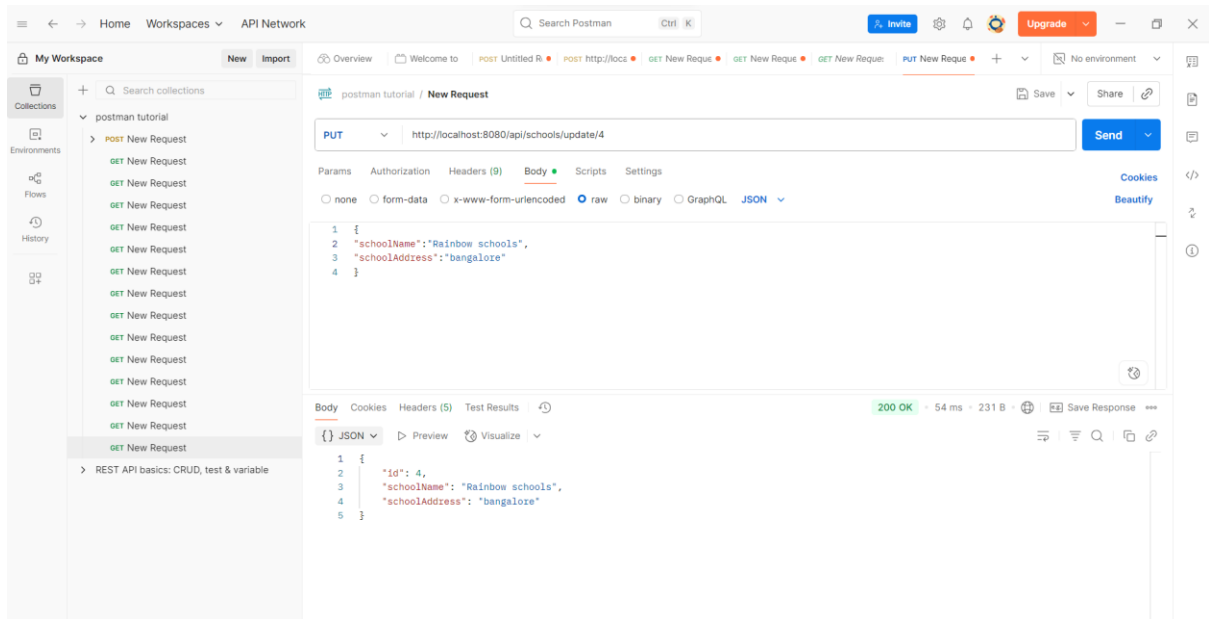 Home Workspaces API Network Search Postman Ctrl K Invite Upgrade
My Workspace New Import Overview Welcome to POST Untitled R POST http://loca GET New Reque GET New Reque GET New Reque PUT New Reque No environment
Collections
Environments
Flows
History
Search collections
postman tutorial
POST New Request
GET New Request
GET New Request
GET New Request
GET New Request
GET New Request
GET New Request
GET New Request
GET New Request
GET New Request
GET New Request
GET New Request
GET New Request
GET New Request
GET New Request
REST API basics: CRUD, test & variable
HTTP postman tutorial / New Request Save Share
PUT http://localhost:8080/api/schools/update/4 Send
Params Authorization Headers (9) Body Scripts Settings Cookies
none form-data x-www-form-urlencoded raw binary GraphQL JSON Beautify
1 {
2 "schoolName":"Rainbow schools",
3 "schoolAddress":"bangalore"
4 }
Body Cookies Headers (5) Test Results 200 OK 54 ms 231 B Save Response
{} JSON Preview Visualize
1 {
2 "id": 4,
3 "schoolName": "Rainbow schools",
4 "schoolAddress": "bangalore"
5 }